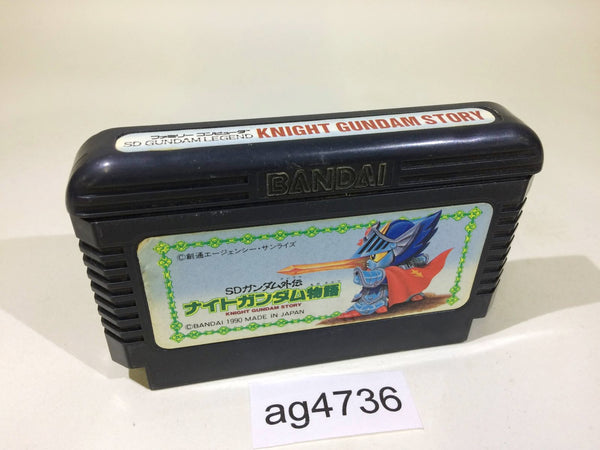 ファミリー コンピュータ
SD GUNDAM LEGEND KNIGHT GUNDAM STORY
BANDAI
©創通エージェンシー・サンライズ
SDガンダム外伝
ナイトガンダム物語
KNIGHT GUNDAM STORY
©BANDAI 1990 MADE IN JAPAN
ag4736